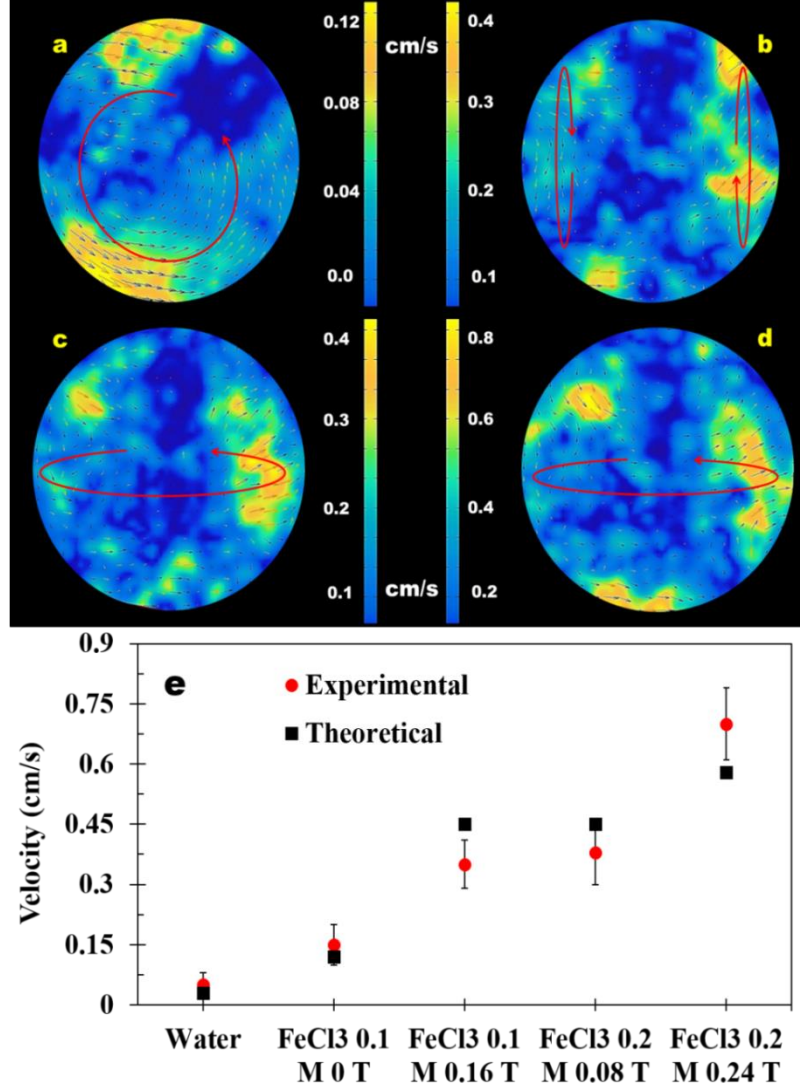 a
0.12
0.08
0.04
0.0
cm/s
0.4
0.3
0.2
0.1
b
c
0.4
0.3
0.2
0.1
cm/s
0.8
0.6
0.4
0.2
d
e
Experimental
Theoretical
Velocity (cm/s)
0.9
0.75
0.6
0.45
0.3
0.15
0
Water
FeCl3 0.1
M 0 T
FeCl3 0.1
M 0.16 T
FeCl3 0.2
M 0.08 T
FeCl3 0.2
M 0.24 T